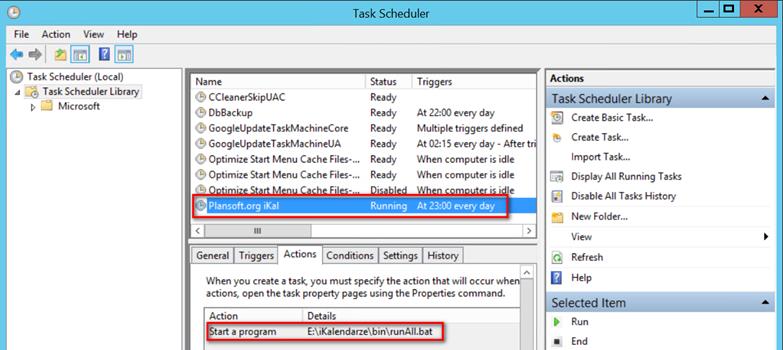 Task Scheduler
File Action View Help
Task Scheduler (Local)
Task Scheduler Library
Microsoft
Name Status Triggers
CCleanerSkipUAC Ready
DbBackup Ready At 22:00 every day
GoogleUpdateTaskMachineCore Ready Multiple triggers defined
GoogleUpdateTaskMachineUA Ready At 02:15 every day - After tri
Optimize Start Menu Cache Files-... Ready When computer is idle
Optimize Start Menu Cache Files-... Ready When computer is idle
Optimize Start Menu Cache Files-... Disabled When computer is idle
Plansoft.org iKal Running At 23:00 every day
General Triggers Actions Conditions Settings History
When you create a task, you must specify the action that will occur when
actions, open the task property pages using the Properties command.
Action Details
Start a program E:\iKalendarze\bin\runAll.bat
Actions
Task Scheduler Library
Create Basic Task...
Create Task...
Import Task...
Display All Running Tasks
Disable All Tasks History
New Folder...
View
Refresh
Help
Selected Item
Run
End